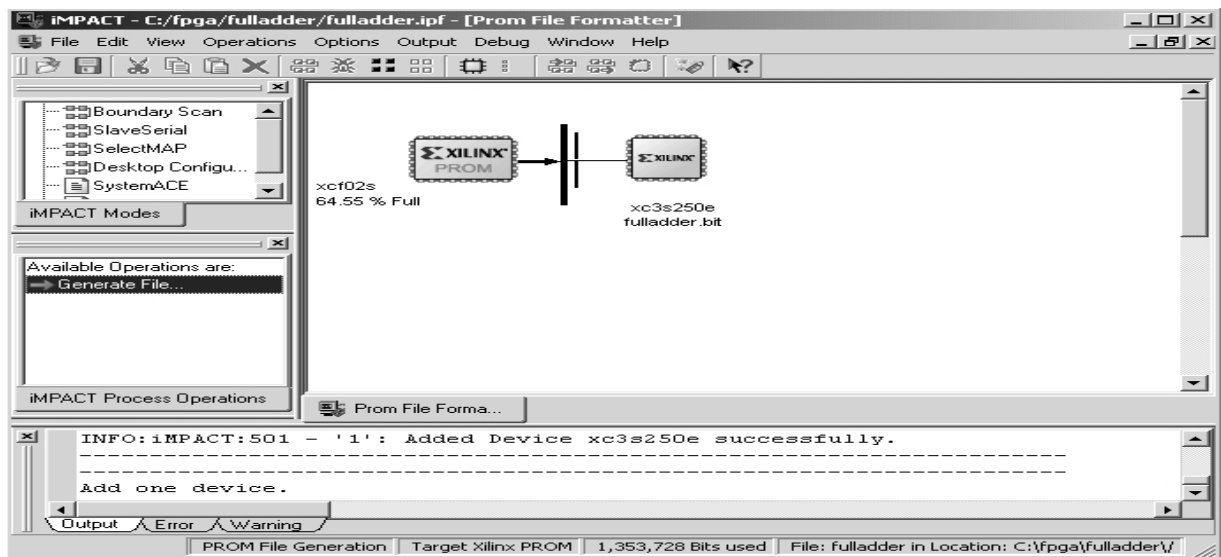 iMPACT - C:/fpga/fulladder/fulladder.ipf - [Prom File Formatter]
File Edit View Operations Options Output Debug Window Help
Boundary Scan
SlaveSerial
SelectMAP
Desktop Configu...
SystemACE
iMPACT Modes
XILINX
PROM
xcf02s
64.55 % Full
XILINX
xc3s250e
fulladder.bit
Available Operations are:
Generate File...
iMPACT Process Operations
Prom File Forma...
INFO:iMPACT:501 - '1': Added Device xc3s250e successfully.
----------------------------------------------------------------------
----------------------------------------------------------------------
Add one device.
Output Error Warning
PROM File Generation Target Xilinx PROM 1,353,728 Bits used File: fulladder in Location: C:\fpga\fulladder\/